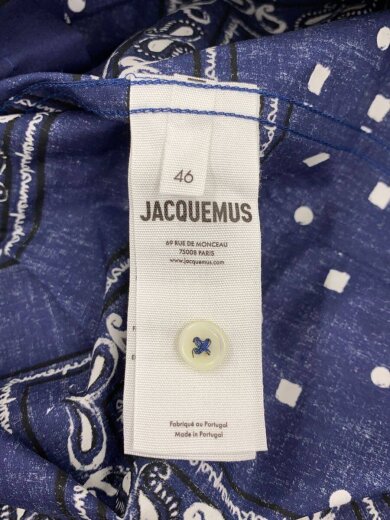 46
JACQUEMUS
69 RUE DE MONCEAU
75008 PARIS
www.jacquemus.com
Fabriqué au Portugal
Made in Portugal